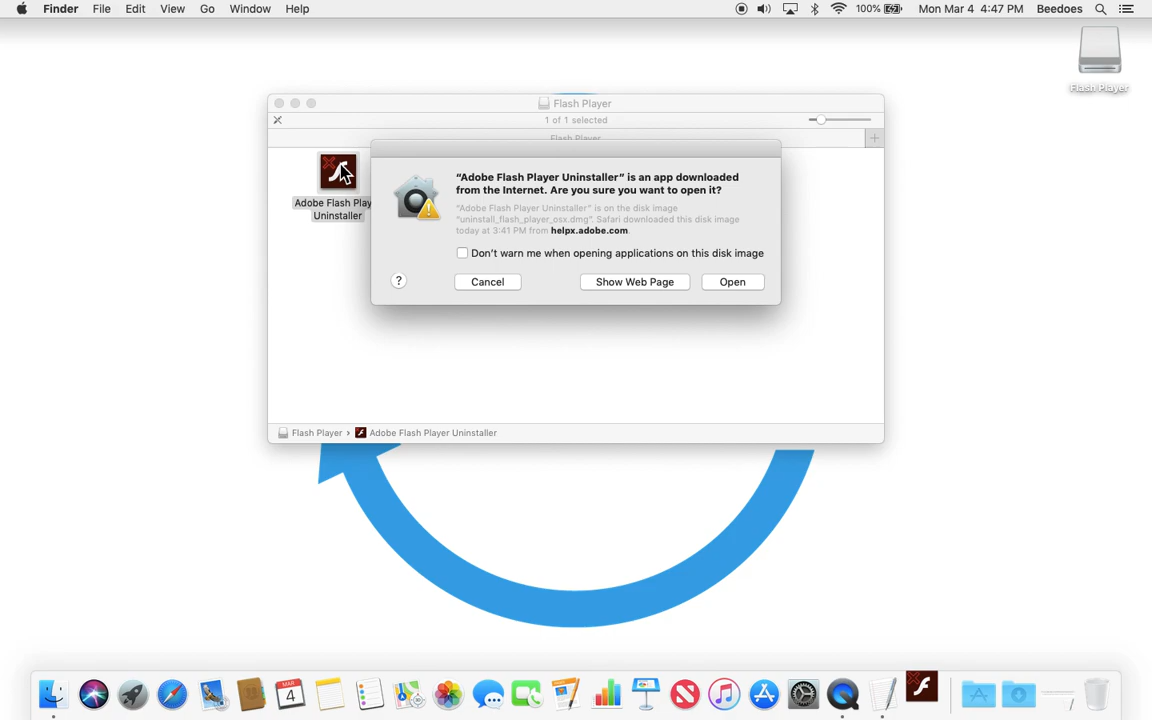 Finder File Edit View Go Window Help 100% Mon Mar 4 4:47 PM Beedoes
Flash Player
Flash Player
1 of 1 selected
Flash Player
“Adobe Flash Player Uninstaller” is an app downloaded
from the Internet. Are you sure you want to open it?
“Adobe Flash Player Uninstaller” is on the disk image
“uninstall_flash_player_osx.dmg”. Safari downloaded this disk image
today at 3:41 PM from helpx.adobe.com.
Don’t warn me when opening applications on this disk image
? Cancel Show Web Page Open
Adobe Flash Play
Uninstaller
Flash Player › Adobe Flash Player Uninstaller
MAR
4